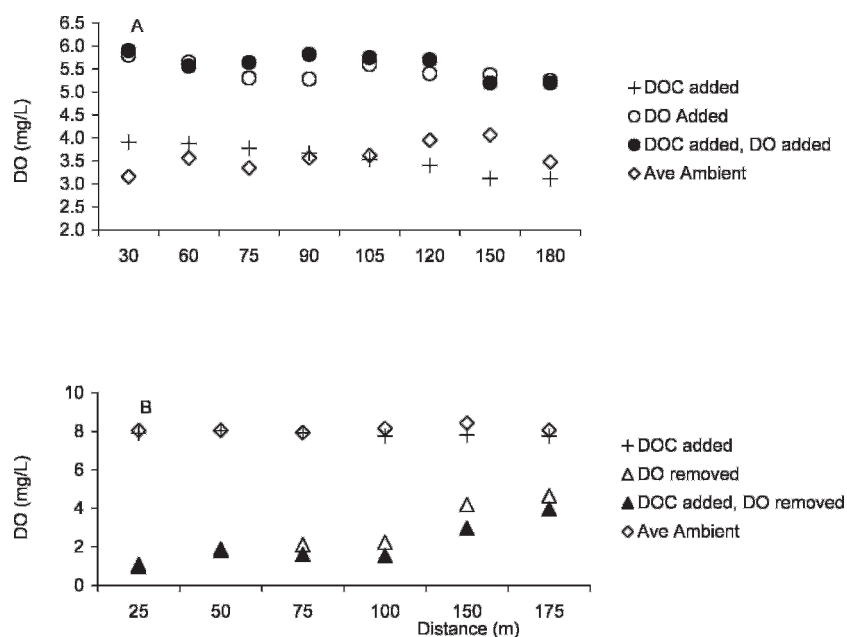 A
6.5
6.0
5.5
5.0
4.5
4.0
3.5
3.0
2.5
2.0
DO (mg/L)
30 60 75 90 105 120 150 180
DOC added
DO Added
DOC added, DO added
Ave Ambient
B
10
8
6
4
2
0
DO (mg/L)
25 50 75 100 150 175
Distance (m)
DOC added
DO removed
DOC added, DO removed
Ave Ambient